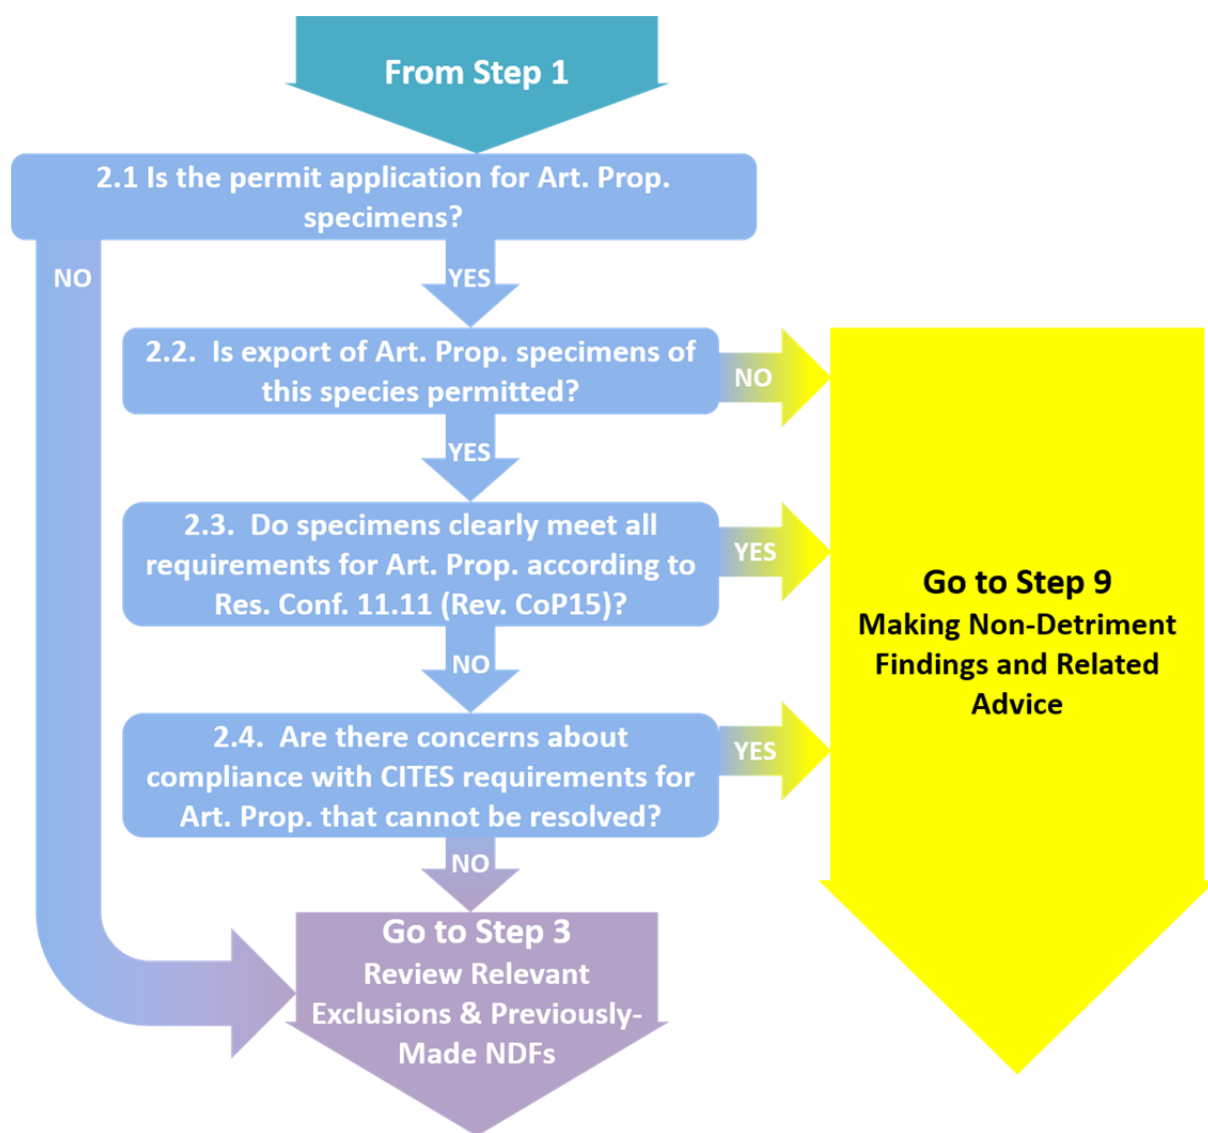 From Step 1
2.1 Is the permit application for Art. Prop.
specimens?
NO
YES
2.2.  Is export of Art. Prop. specimens of
this species permitted?
NO
YES
2.3.  Do specimens clearly meet all
requirements for Art. Prop. according to
Res. Conf. 11.11 (Rev. CoP15)?
YES
NO
2.4.  Are there concerns about
compliance with CITES requirements for
Art. Prop. that cannot be resolved?
YES
NO
Go to Step 3
Review Relevant
Exclusions & Previously-
Made NDFs
Go to Step 9
Making Non-Detriment
Findings and Related
Advice